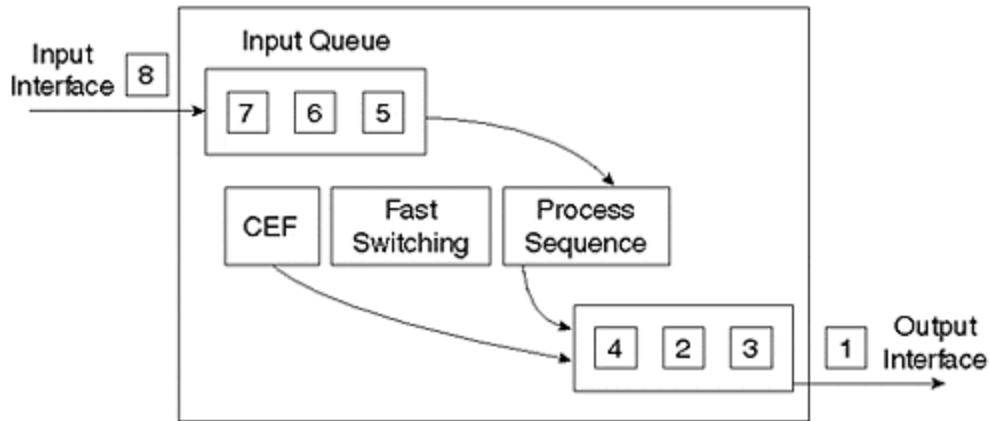 Input
Interface
8
Input Queue
7 6 5
CEF
Fast
Switching
Process
Sequence
4 2 3
1
Output
Interface